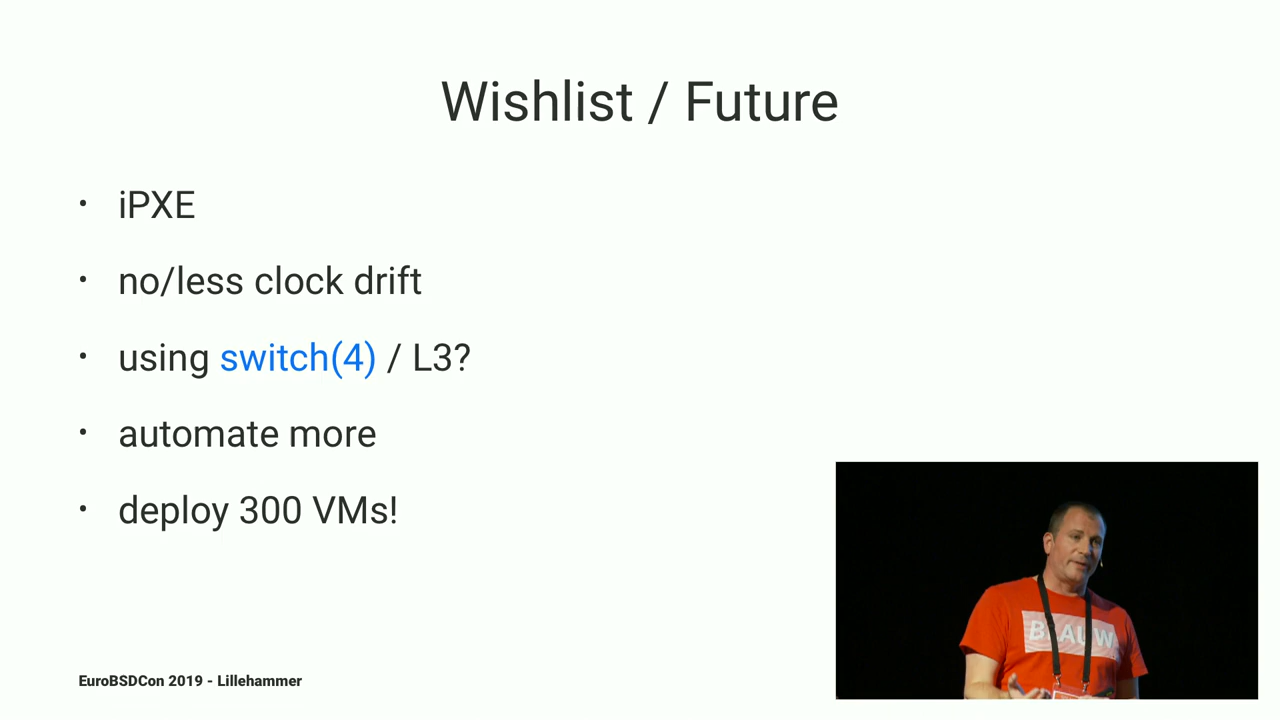 Wishlist / Future
• iPXE
• no/less clock drift
• using switch(4) / L3?
• automate more
• deploy 300 VMs!
BLAUW
EuroBSDCon 2019 - Lillehammer